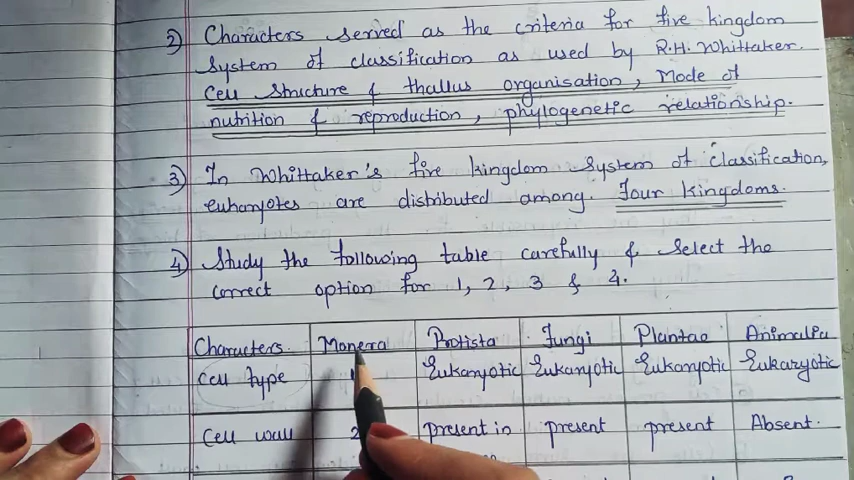 2) Characters served as the criteria for five kingdom
system of classification as used by R.H. Whittaker.
Cell structure & thallus organisation, Mode of
nutrition & reproduction, phylogenetic relationship.
3) In Whittaker's five kingdom system of classification,
eukaryotes are distributed among. Four kingdoms.
4) Study the following table carefully & select the
correct option for 1, 2, 3 & 4.
Characters. Monera Protista Fungi Plantae Animalia
Cell type Eukaryotic Eukaryotic Eukaryotic Eukaryotic
Cell wall 2 present in present present Absent.